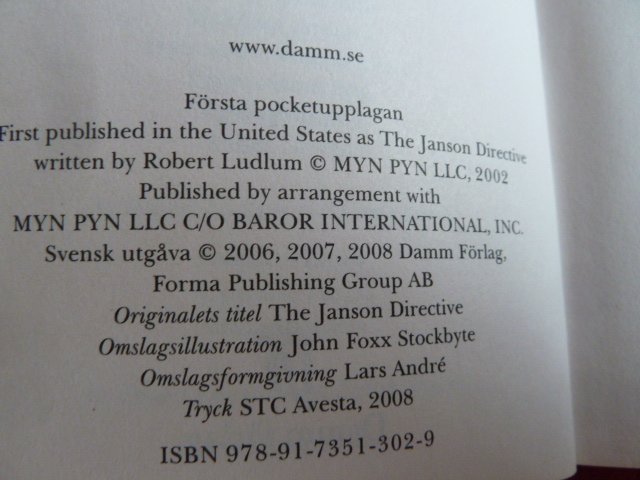 www.damm.se
Första pocketupplagan
First published in the United States as The Janson Directive
written by Robert Ludlum © MYN PYN LLC, 2002
Published by arrangement with
MYN PYN LLC C/O BAROR INTERNATIONAL, INC.
Svensk utgåva © 2006, 2007, 2008 Damm Förlag,
Forma Publishing Group AB
Originalets titel The Janson Directive
Omslagsillustration John Foxx Stockbyte
Omslagsformgivning Lars André
Tryck STC Avesta, 2008
ISBN 978-91-7351-302-9